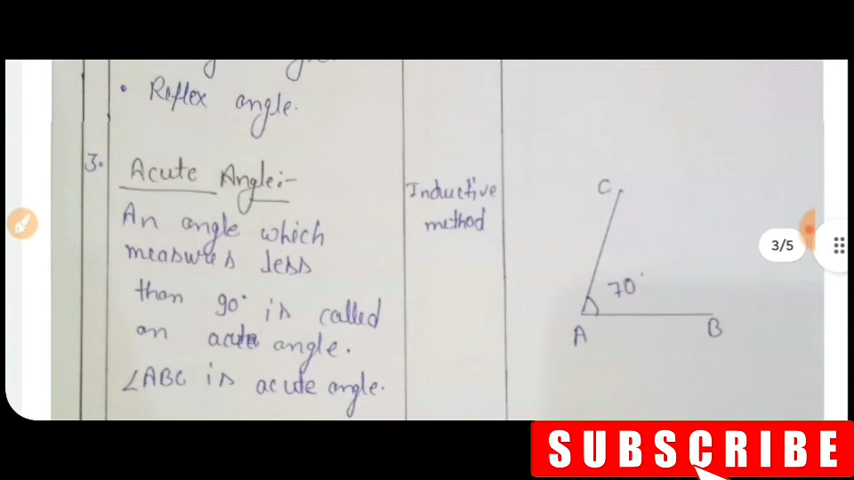 • Reflex angle.
3. Acute Angle:-
An angle which
measures less
than 90° is called
an acute angle.
∠ABC is acute angle.
Inductive
method
C
70°
A
B
3/5
SUBSCRIBE